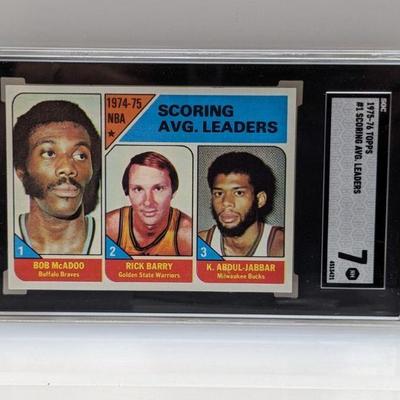 1974-75
NBA
SCORING
AVG. LEADERS
1
BOB McADOO
Buffalo Braves
2
RICK BARRY
Golden State Warriors
3
K. ABDUL-JABBAR
Milwaukee Bucks
SGC
1975-76 TOPPS
#1 SCORING AVG. LEADERS
7
NM